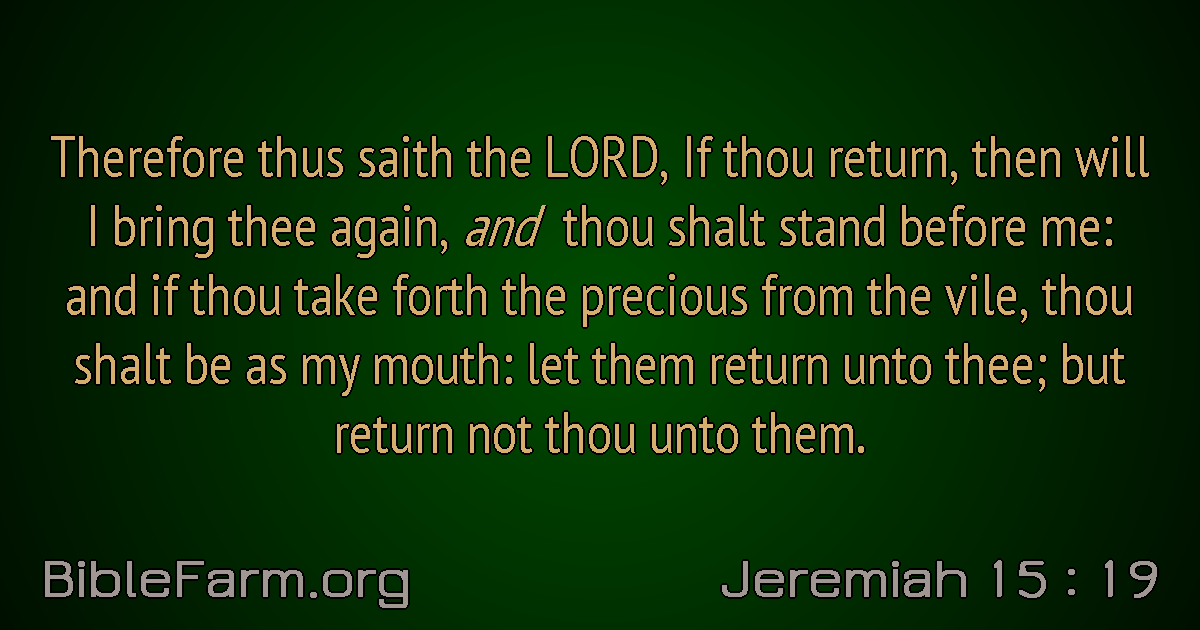 Therefore thus saith the LORD, If thou return, then will
I bring thee again, and thou shalt stand before me:
and if thou take forth the precious from the vile, thou
shalt be as my mouth: let them return unto thee; but
return not thou unto them.
BibleFarm.org
Jeremiah 15 : 19